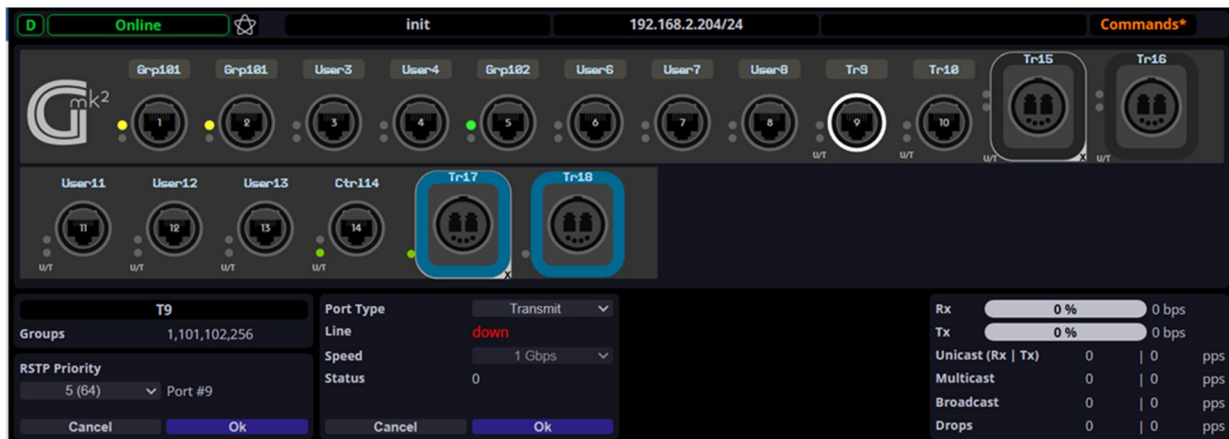 D Online init 192.168.2.204/24 Commands*
G mk²
Grp101 Grp101 User3 User4 Grp102 User6 User7 User8 Tr9 Tr10 Tr15 Tr16
1 2 3 4 5 6 7 8 9 10
U/T U/T U/T X U/T
User11 User12 User13 Ctrl14 Tr17 Tr18
11 12 13 14
U/T U/T U/T U/T X
T9
Groups 1,101,102,256
RSTP Priority
5 (64) Port #9
Cancel Ok
Port Type Transmit
Line down
Speed 1 Gbps
Status 0
Cancel Ok
Rx 0 % 0 bps
Tx 0 % 0 bps
Unicast (Rx | Tx) 0 | 0 pps
Multicast 0 | 0 pps
Broadcast 0 | 0 pps
Drops 0 | 0 pps